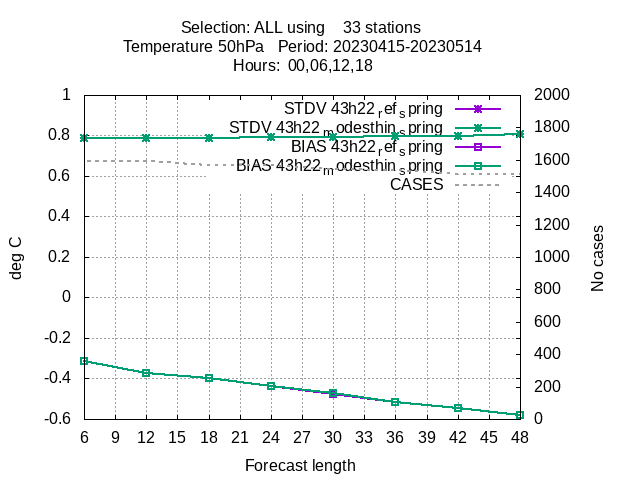 Selection: ALL using    33 stations
Temperature 50hPa   Period: 20230415-20230514
Hours:  00,06,12,18
STDV 43h22_ref_spring
STDV 43h22_modesthin_spring
BIAS 43h22_ref_spring
BIAS 43h22_modesthin_spring
CASES
deg C
1
0.8
0.6
0.4
0.2
0
-0.2
-0.4
-0.6
No cases
2000
1800
1600
1400
1200
1000
800
600
400
200
0
6 9 12 15 18 21 24 27 30 33 36 39 42 45 48
Forecast length